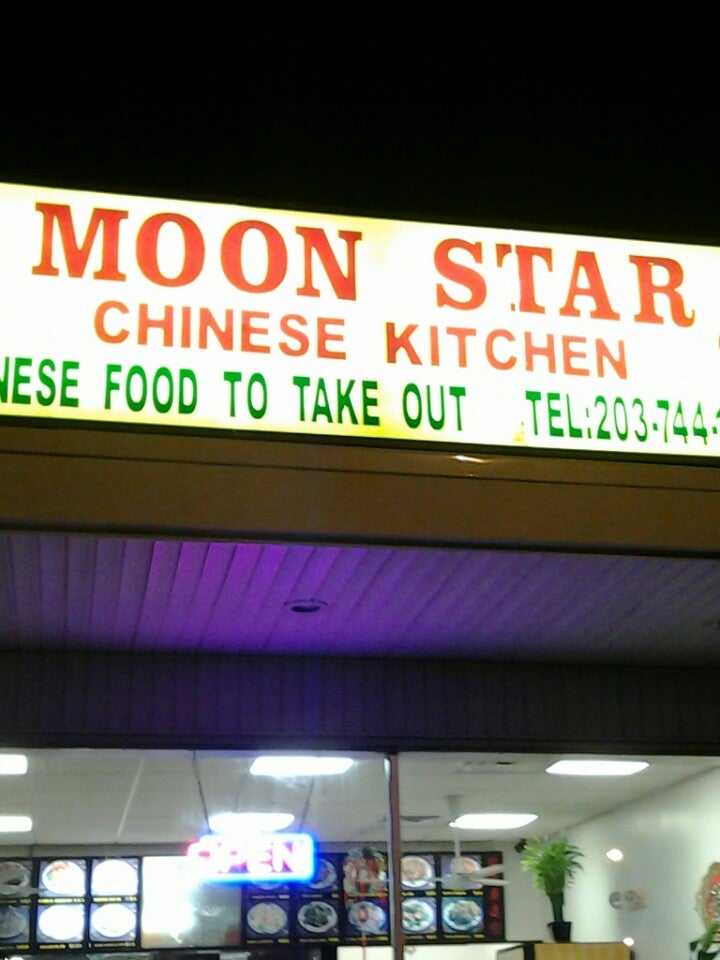 MOON STAR
CHINESE KITCHEN
NESE FOOD TO TAKE OUT TEL:203-744-
OPEN